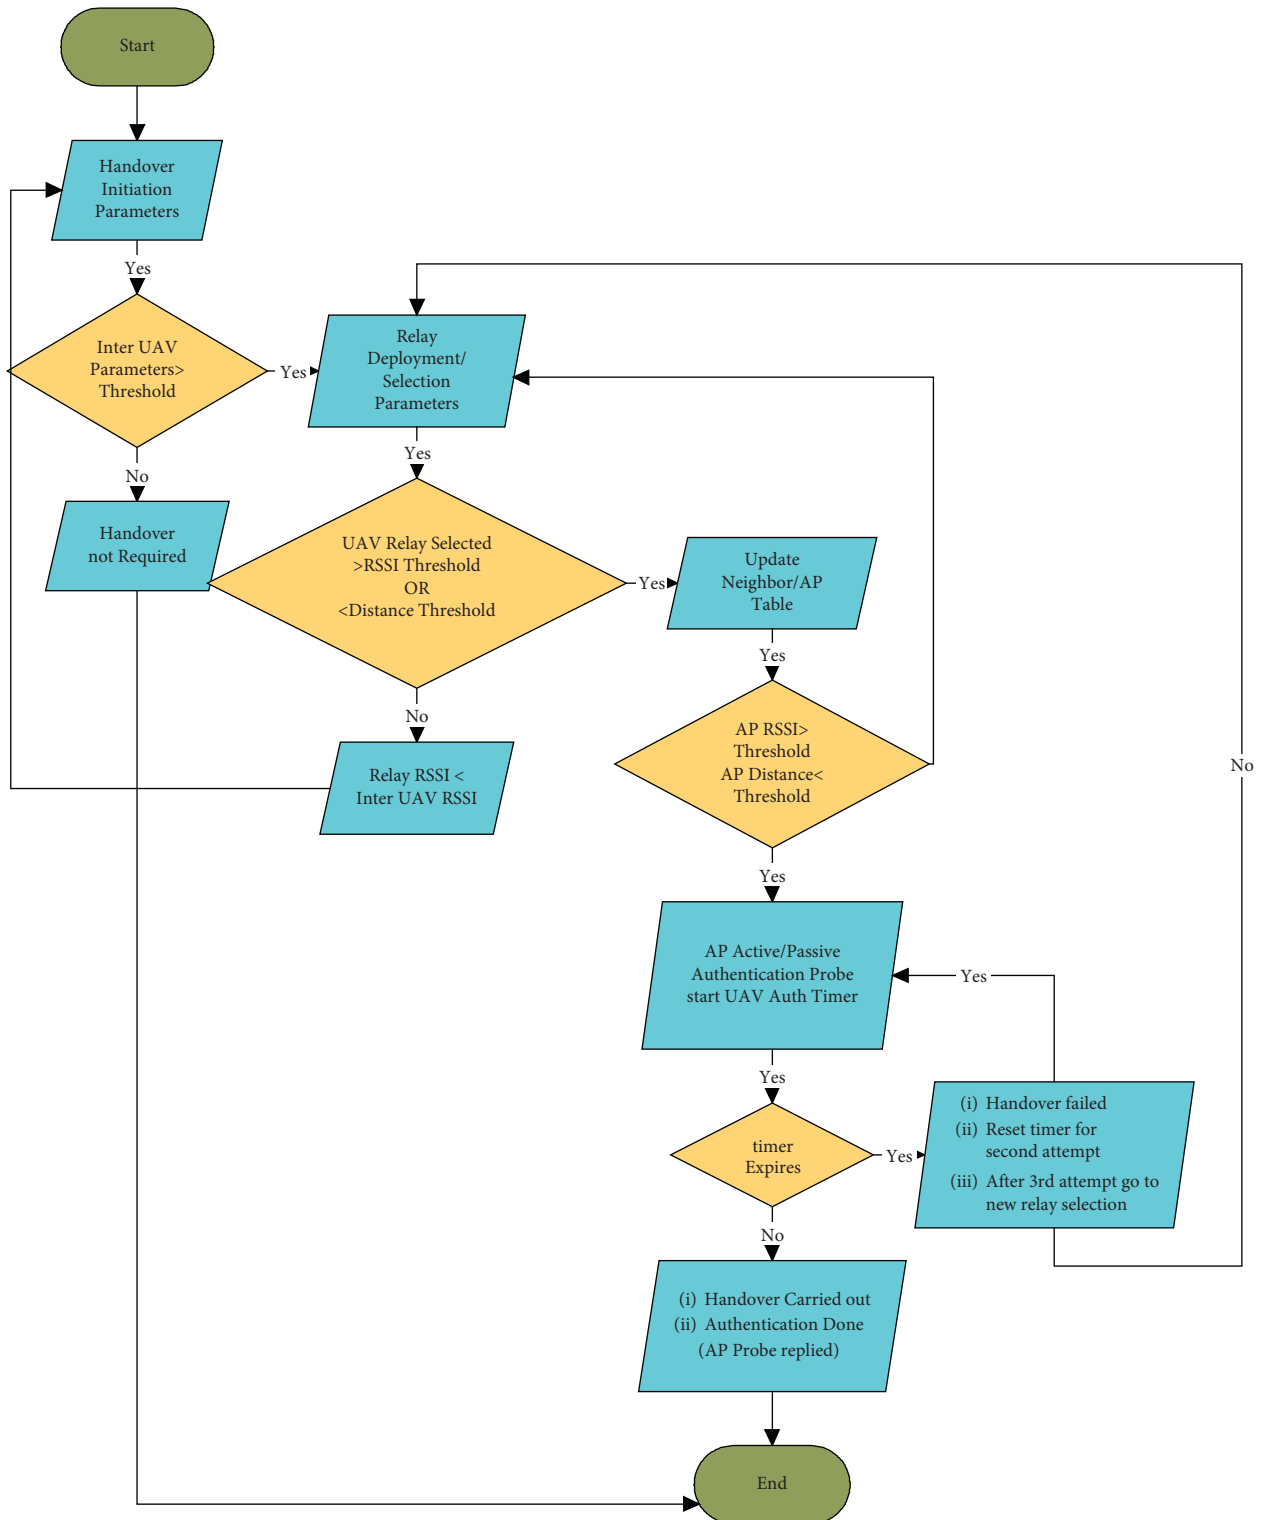 Start
Handover
Initiation
Parameters
Yes
Inter UAV
Parameters>
Threshold
Yes
No
Handover
not Required
Relay
Deployment/
Selection
Parameters
Yes
UAV Relay Selected
>RSSI Threshold
OR
<Distance Threshold
Yes
No
Relay RSSI <
Inter UAV RSSI
Update
Neighbor/AP
Table
Yes
AP RSSI>
Threshold
AP Distance<
Threshold
Yes
AP Active/Passive
Authentication Probe
start UAV Auth Timer
Yes
Yes
timer
Expires
Yes
(i) Handover failed
(ii) Reset timer for
second attempt
(iii) After 3rd attempt go to
new relay selection
No
No
(i) Handover Carried out
(ii) Authentication Done
(AP Probe replied)
End